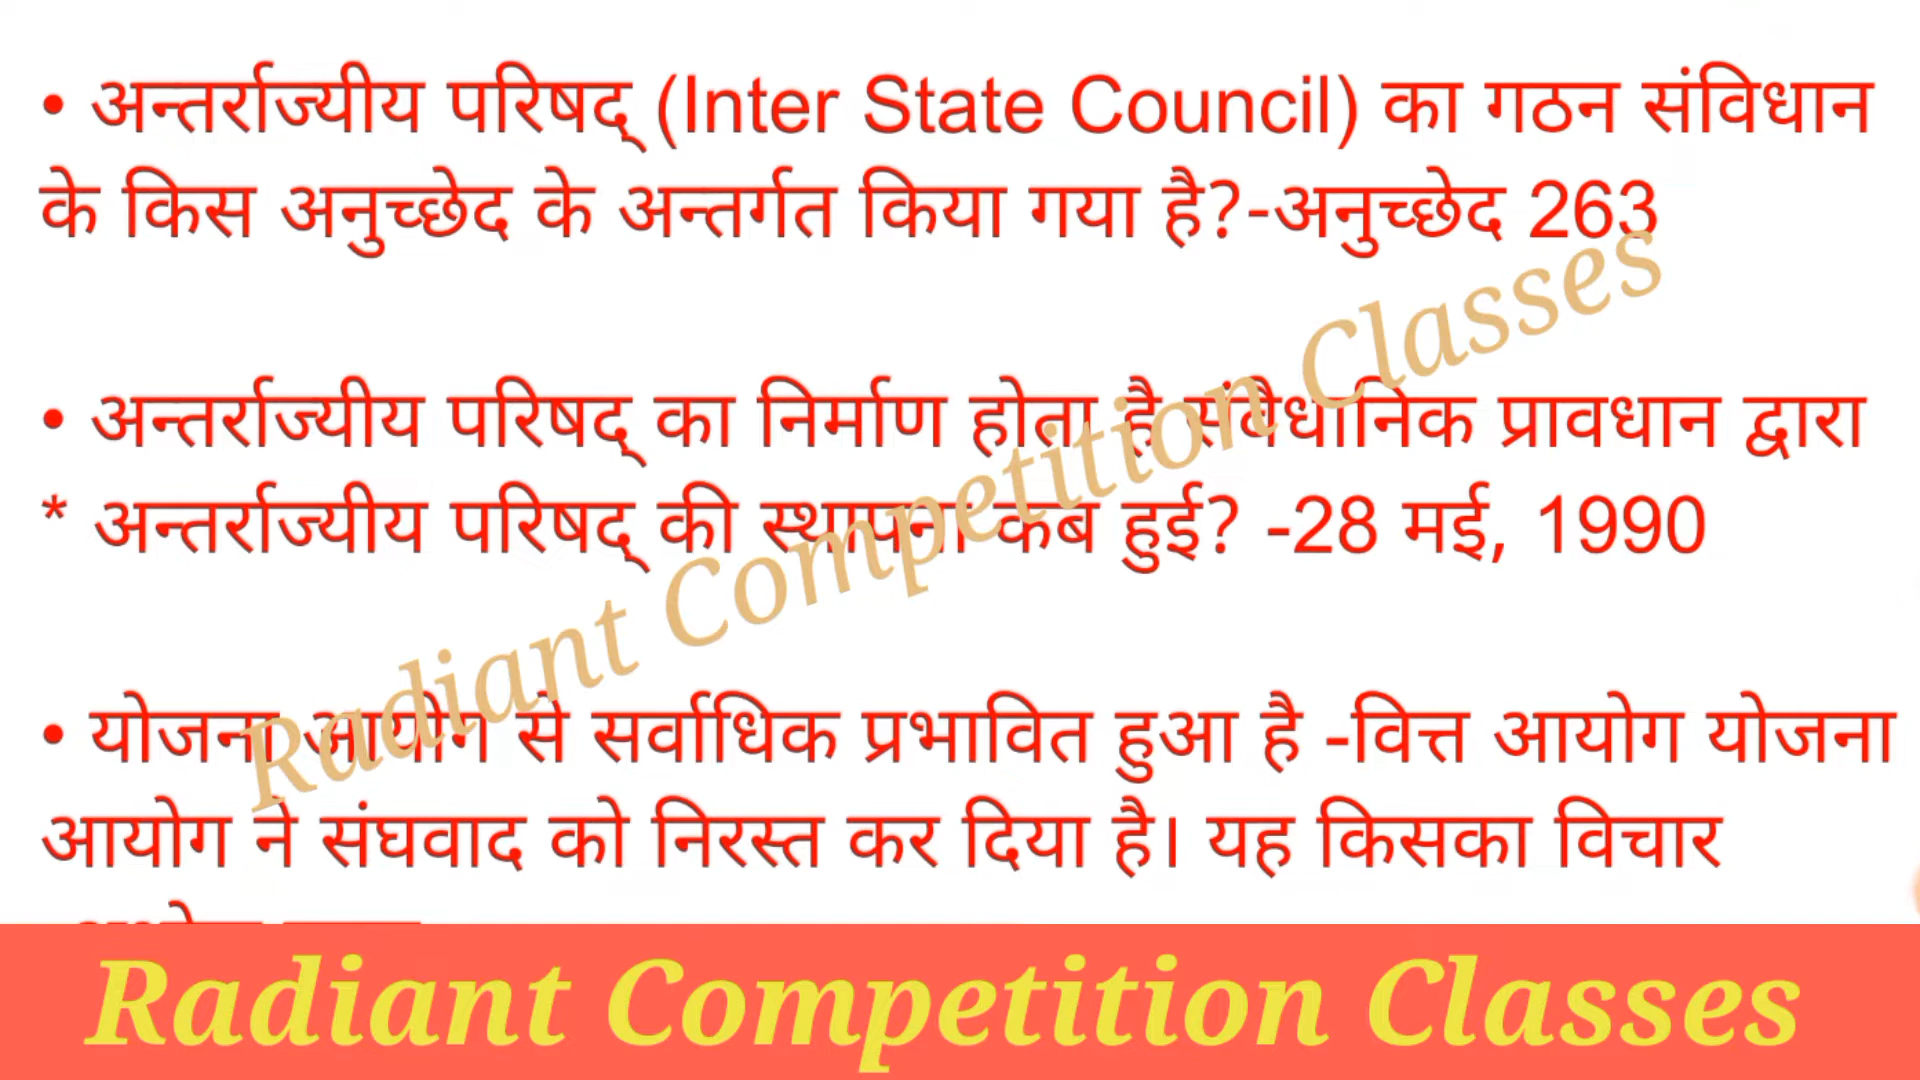 • अन्तर्राज्यीय परिषद् (Inter State Council) का गठन संविधान
के किस अनुच्छेद के अन्तर्गत किया गया है?-अनुच्छेद 263
• अन्तर्राज्यीय परिषद् का निर्माण होता है संवैधानिक प्रावधान द्वारा
* अन्तर्राज्यीय परिषद् की स्थापना कब हुई? -28 मई, 1990
• योजना आयोग से सर्वाधिक प्रभावित हुआ है -वित्त आयोग योजना
आयोग ने संघवाद को निरस्त कर दिया है। यह किसका विचार
Radiant Competition Classes
Radiant Competition Classes